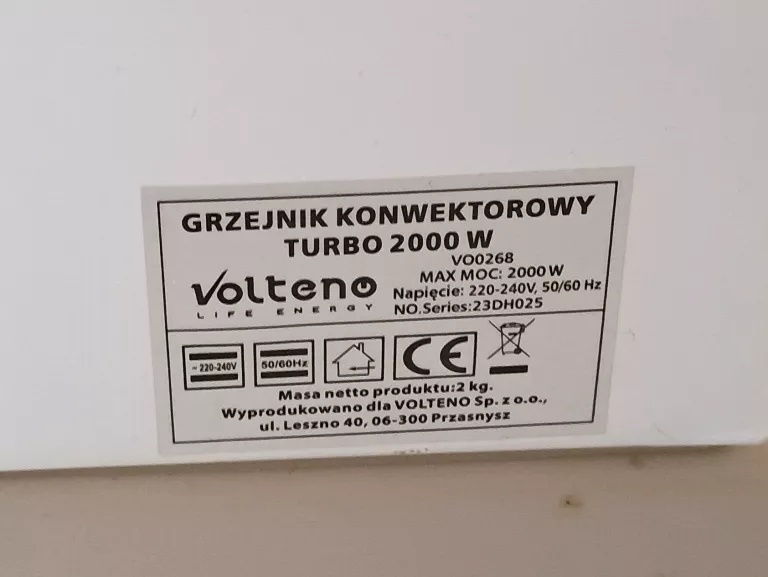 GRZEJNIK KONWEKTOROWY
TURBO 2000 W
VO0268
MAX MOC: 2000 W
Napięcie: 220-240V, 50/60 Hz
NO.Series:23DH025
Volteno
LIFE ENERGY
~ 220-240V
50/60Hz
CE
Masa netto produktu:2 kg.
Wyprodukowano dla VOLTENO Sp. z o.o.,
ul. Leszno 40, 06-300 Przasnysz